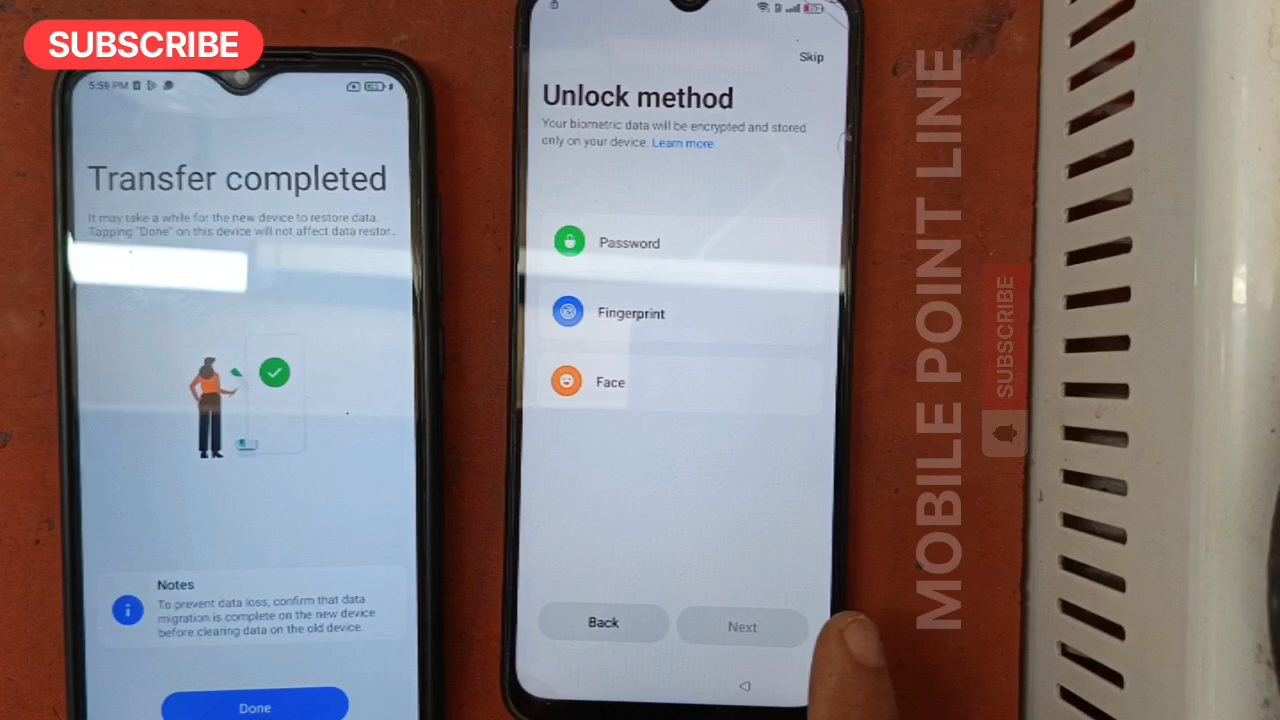 SUBSCRIBE
5:59 PM
Transfer completed
It may take a while for the new device to restore data.
Tapping "Done" on this device will not affect data restor...
Notes
To prevent data loss, confirm that data
migration is complete on the new device
before clearing data on the old device.
Done
Skip
Unlock method
Your biometric data will be encrypted and stored
only on your device. Learn more
Password
Fingerprint
Face
Back
Next
MOBILE POINT LINE
SUBSCRIBE